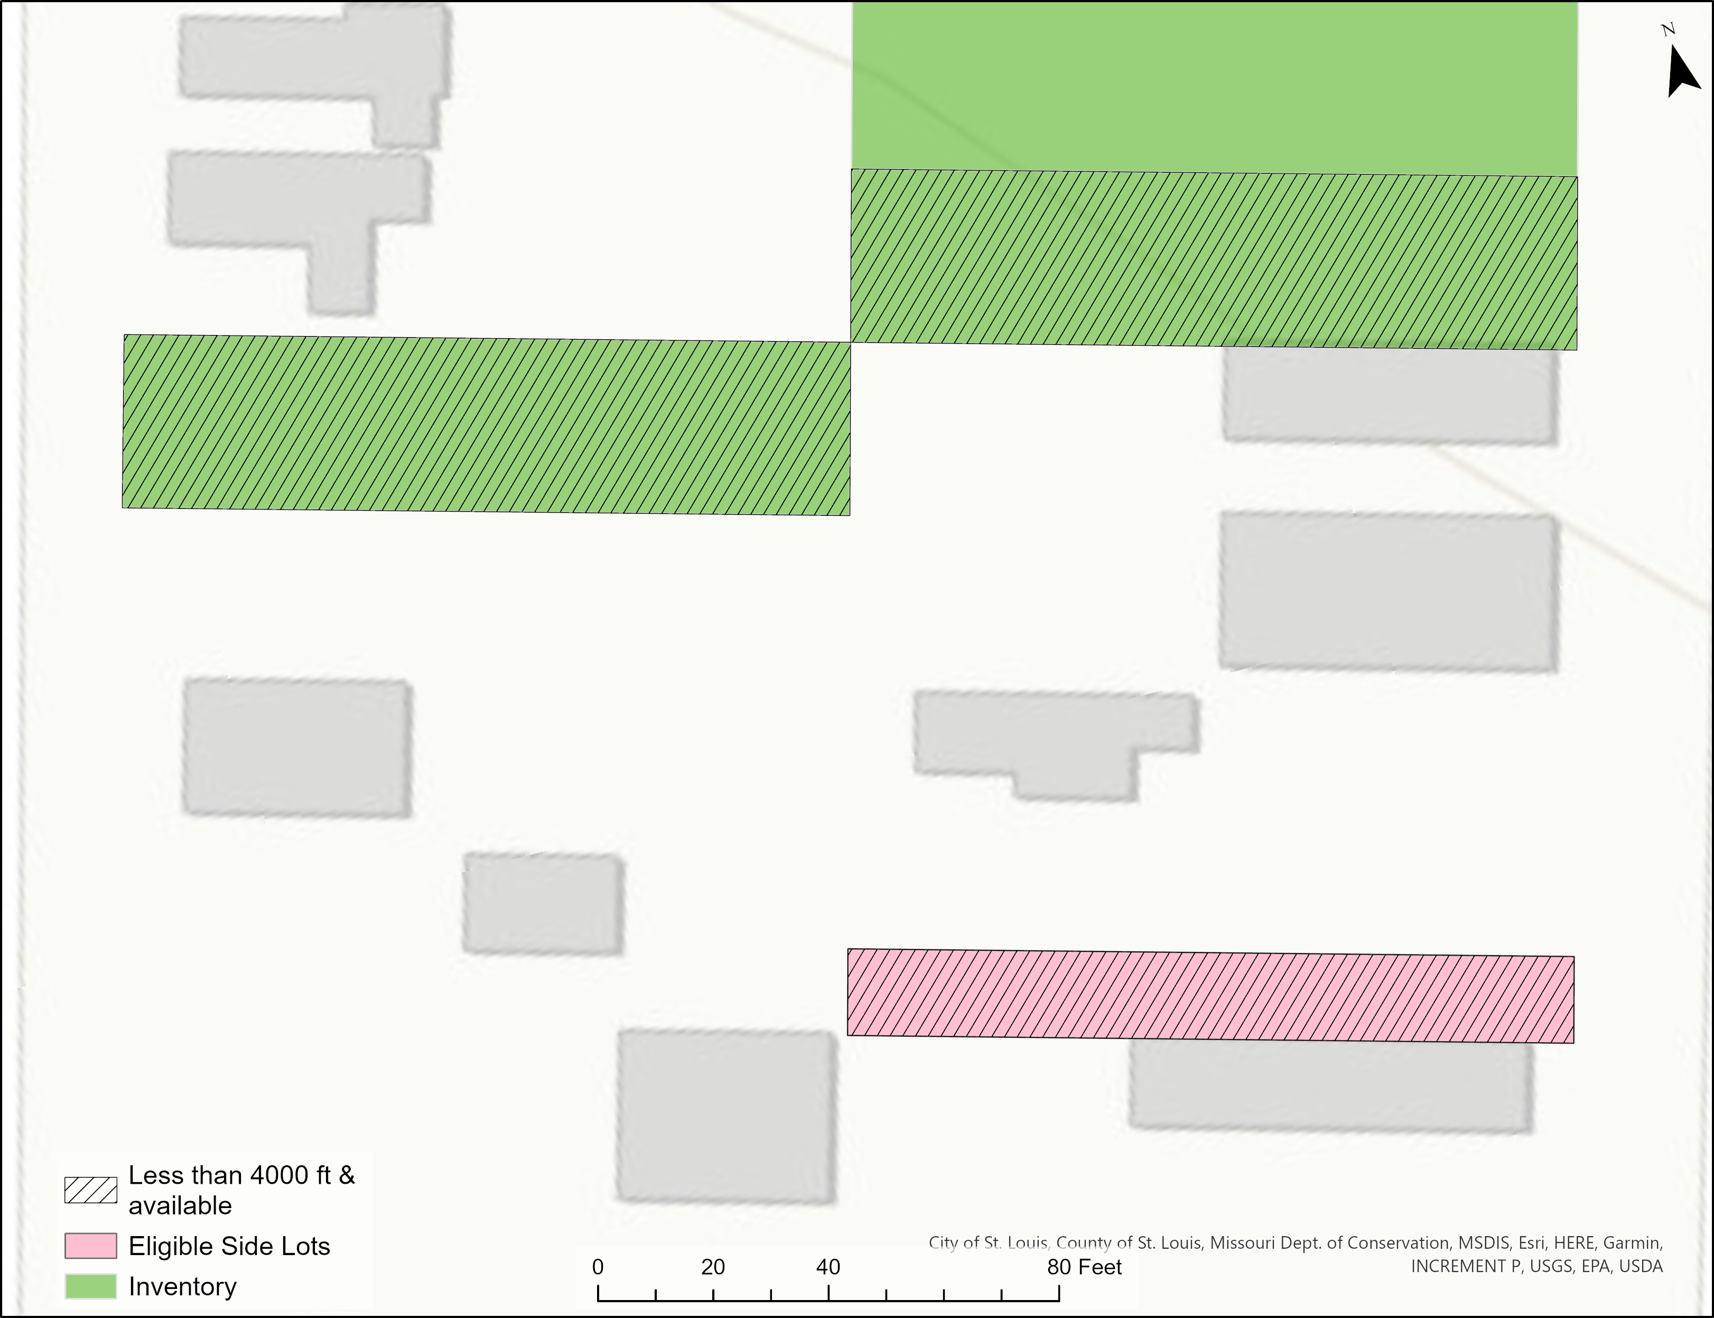 N
Less than 4000 ft &
available
Eligible Side Lots
Inventory
0 20 40 80 Feet
City of St. Louis, County of St. Louis, Missouri Dept. of Conservation, MSDIS, Esri, HERE, Garmin,
INCREMENT P, USGS, EPA, USDA